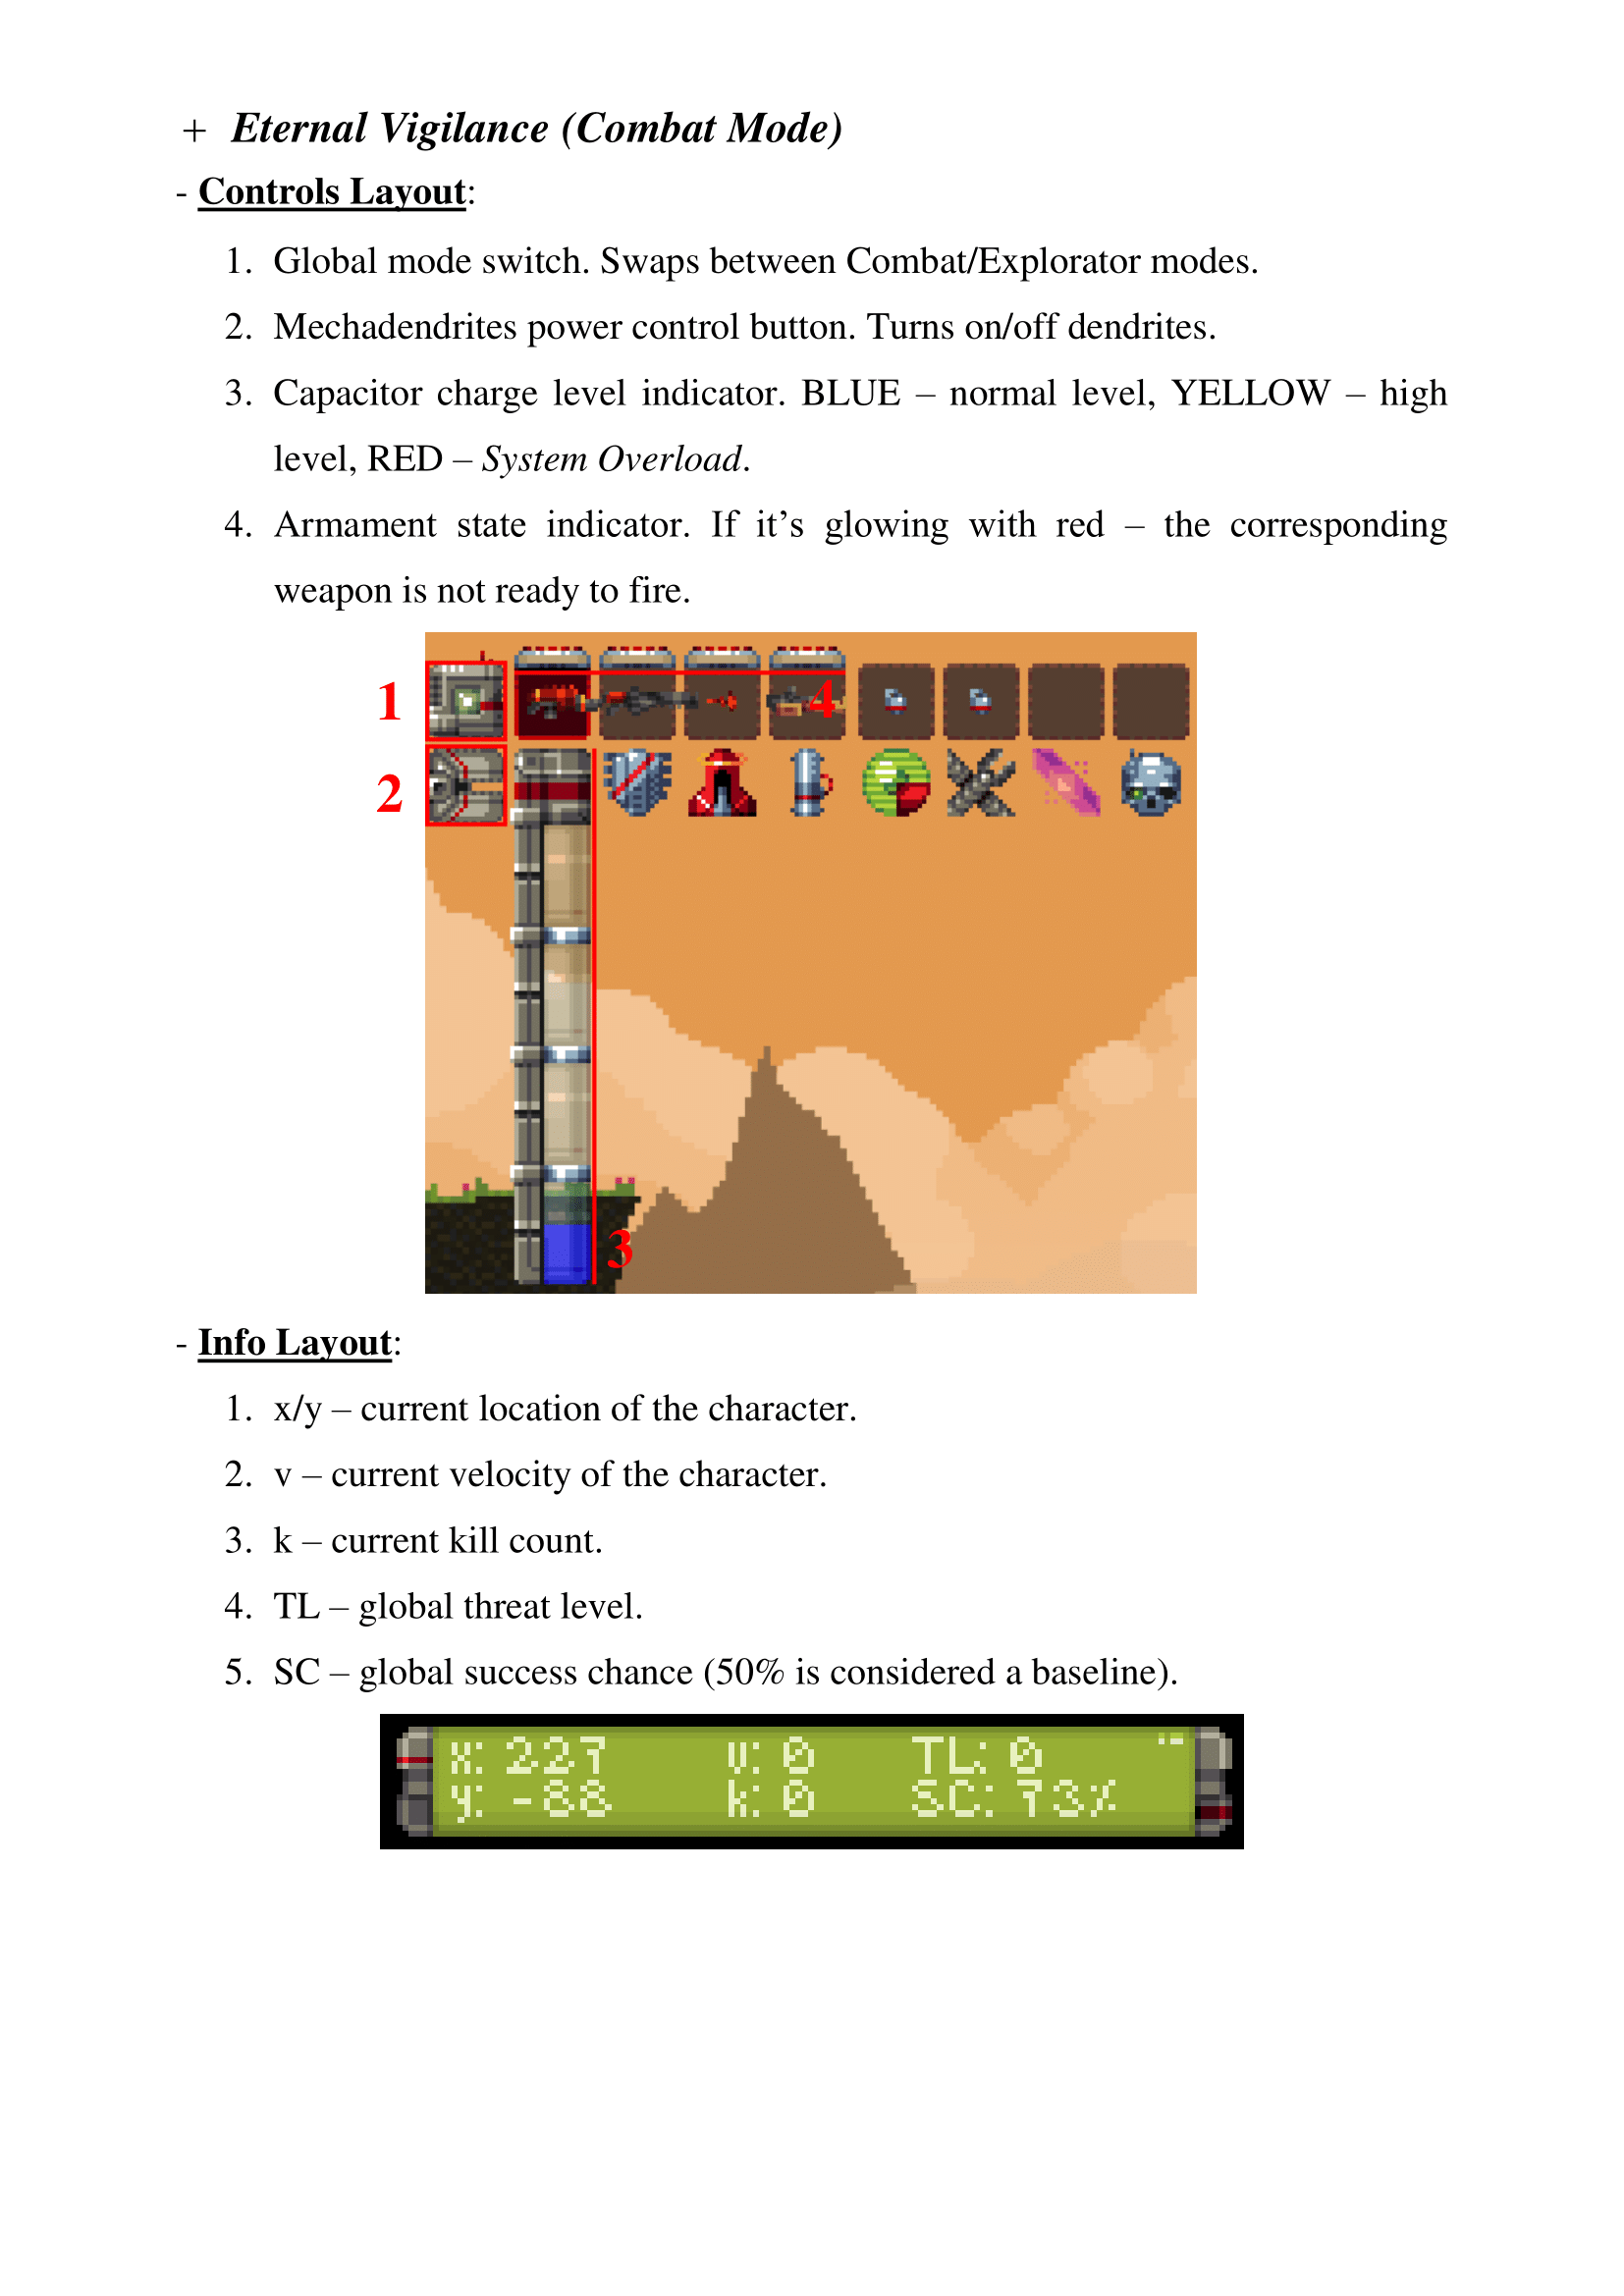 + Eternal Vigilance (Combat Mode)
- Controls Layout:
1. Global mode switch. Swaps between Combat/Explorator modes.
2. Mechadendrites power control button. Turns on/off dendrites.
3. Capacitor charge level indicator. BLUE – normal level, YELLOW – high
level, RED – System Overload.
4. Armament state indicator. If it’s glowing with red – the corresponding
weapon is not ready to fire.
1
4
2
3
- Info Layout:
1. x/y – current location of the character.
2. v – current velocity of the character.
3. k – current kill count.
4. TL – global threat level.
5. SC – global success chance (50% is considered a baseline).
x: 227 v: 0 TL: 0
y: -88 k: 0 SC: 73%